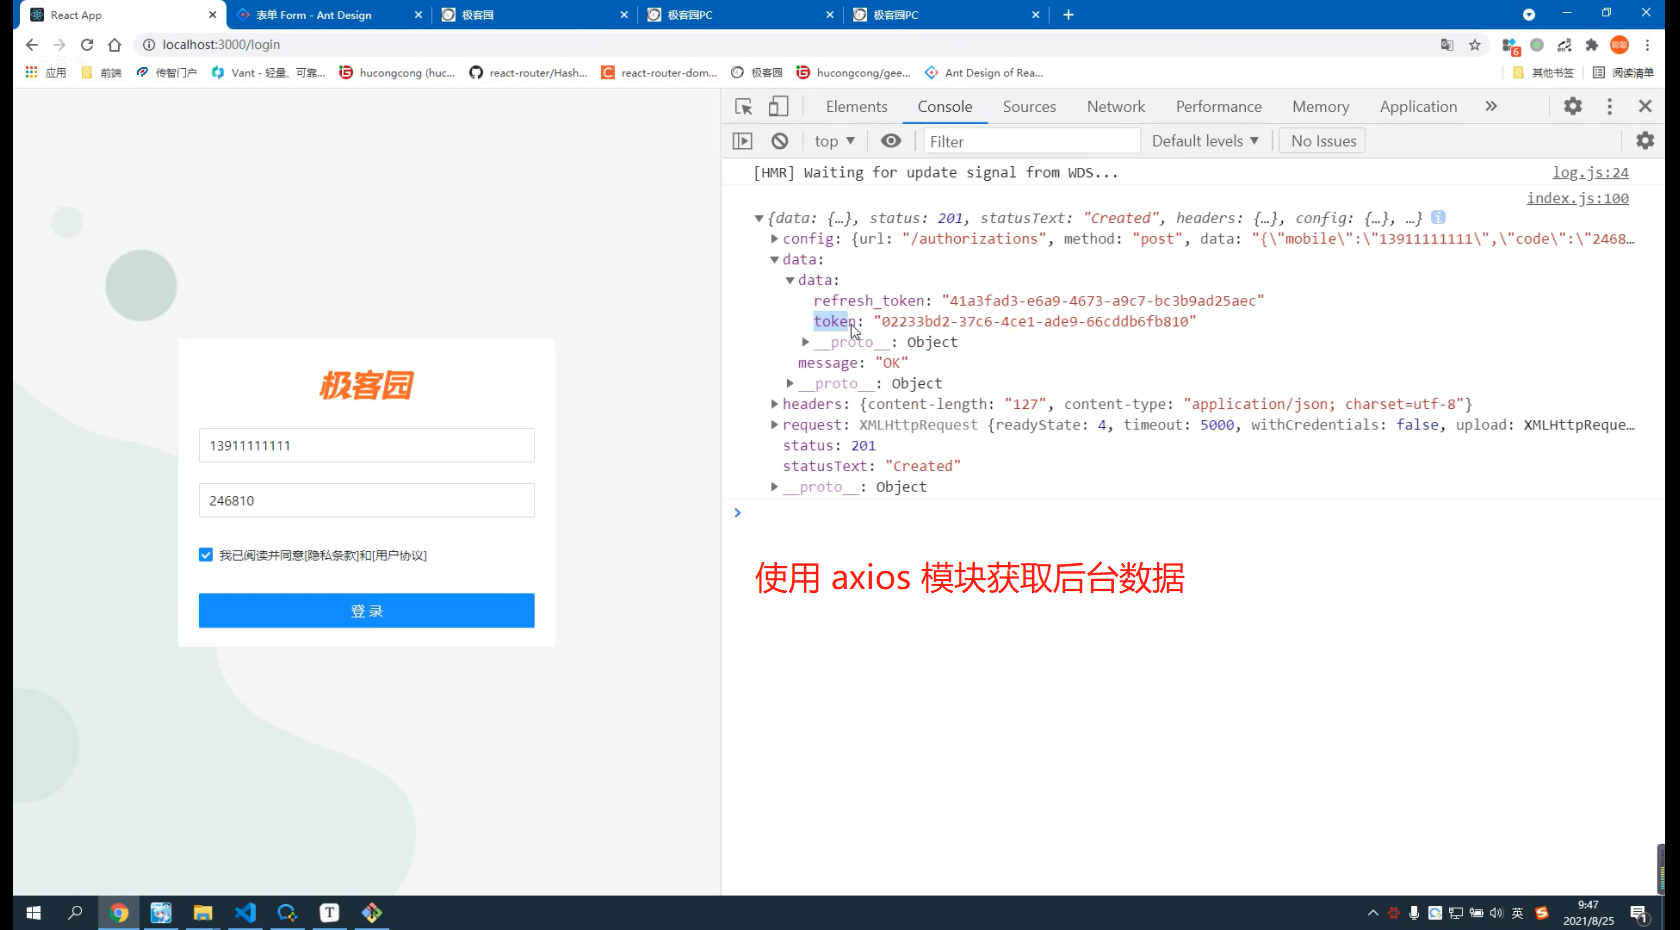 React App
表单 Form - Ant Design
极客园
极客园PC
极客园PC
localhost:3000/login
应用
前端
传智门户
Vant - 轻量、可靠...
hucongcong (huc...
react-router/Hash...
react-router-dom...
极客园
hucongcong/gee...
Ant Design of Rea...
其他书签
阅读清单
Elements
Console
Sources
Network
Performance
Memory
Application
top
Filter
Default levels
No Issues
[HMR] Waiting for update signal from WDS...
log.js:24
index.js:100
{data: {…}, status: 201, statusText: "Created", headers: {…}, config: {…}, …}
config: {url: "/authorizations", method: "post", data: "{\"mobile\":\"13911111111\",\"code\":\"2468…
data:
data:
refresh_token: "41a3fad3-e6a9-4673-a9c7-bc3b9ad25aec"
token: "02233bd2-37c6-4ce1-ade9-66cddb6fb810"
__proto__: Object
message: "OK"
__proto__: Object
headers: {content-length: "127", content-type: "application/json; charset=utf-8"}
request: XMLHttpRequest {readyState: 4, timeout: 5000, withCredentials: false, upload: XMLHttpReque…
status: 201
statusText: "Created"
__proto__: Object
极客园
13911111111
246810
我已阅读并同意[隐私条款]和[用户协议]
登 录
使用 axios 模块获取后台数据
英
9:47
2021/8/25